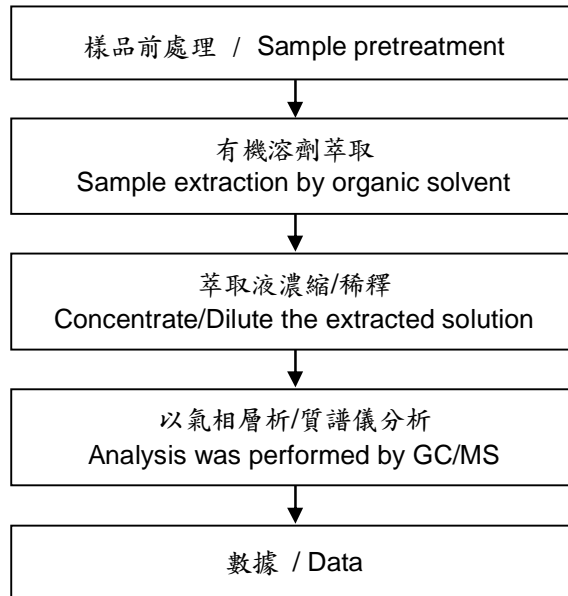 樣品前處理 / Sample pretreatment
有機溶劑萃取
Sample extraction by organic solvent
萃取液濃縮/稀釋
Concentrate/Dilute the extracted solution
以氣相層析/質譜儀分析
Analysis was performed by GC/MS
數據 / Data